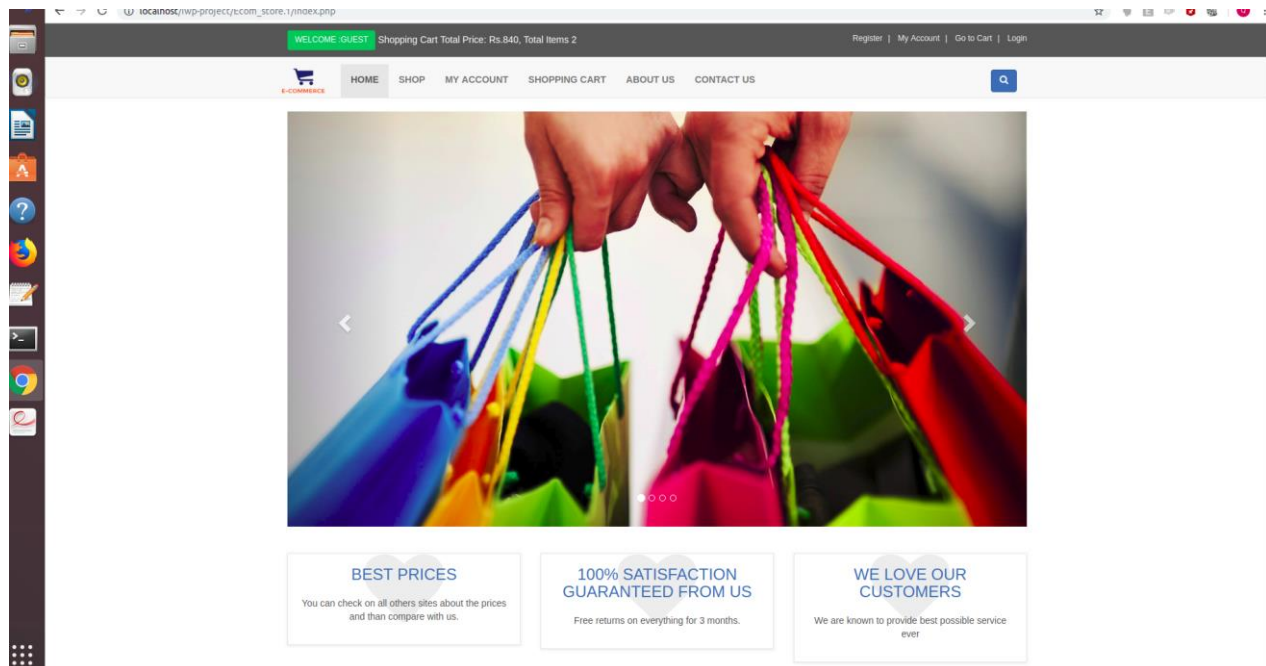 localhost/iwp-project/Ecom_store.1/index.php
WELCOME :GUEST Shopping Cart Total Price: Rs.840, Total Items 2
Register | My Account | Go to Cart | Login
E-COMMERCE
HOME SHOP MY ACCOUNT SHOPPING CART ABOUT US CONTACT US
BEST PRICES
You can check on all others sites about the prices
and than compare with us.
100% SATISFACTION
GUARANTEED FROM US
Free returns on everything for 3 months.
WE LOVE OUR
CUSTOMERS
We are known to provide best possible service
ever